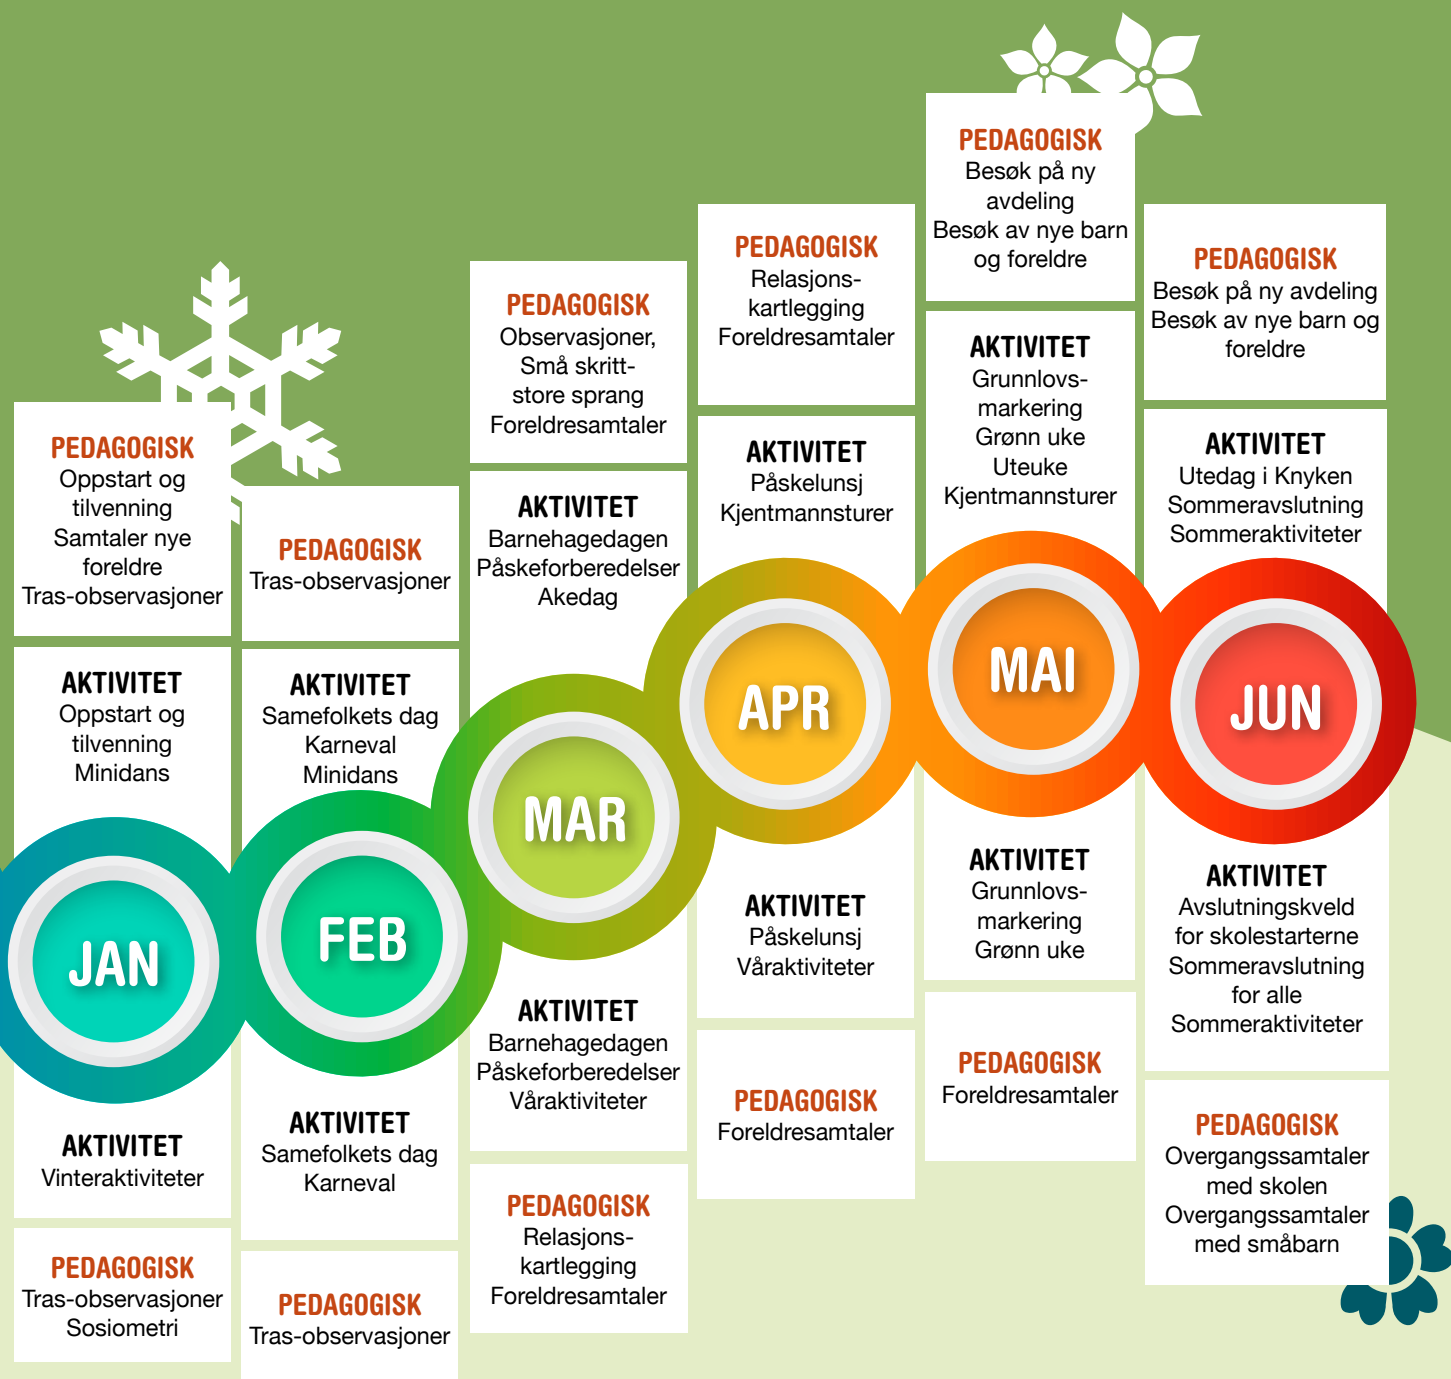 PEDAGOGISK
Oppstart og
tilvenning
Samtaler nye
foreldre
Tras-observasjoner
AKTIVITET
Oppstart og
tilvenning
Minidans
JAN
AKTIVITET
Vinteraktiviteter
PEDAGOGISK
Tras-observasjoner
Sosiometri
PEDAGOGISK
Tras-observasjoner
AKTIVITET
Samefolkets dag
Karneval
Minidans
FEB
AKTIVITET
Samefolkets dag
Karneval
PEDAGOGISK
Tras-observasjoner
PEDAGOGISK
Observasjoner,
Små skritt-
store sprang
Foreldresamtaler
AKTIVITET
Barnehagedagen
Påskeforberedelser
Akedag
MAR
AKTIVITET
Barnehagedagen
Påskeforberedelser
Våraktiviteter
PEDAGOGISK
Relasjons-
kartlegging
Foreldresamtaler
PEDAGOGISK
Relasjons-
kartlegging
Foreldresamtaler
AKTIVITET
Påskelunsj
Kjentmannsturer
APR
AKTIVITET
Påskelunsj
Våraktiviteter
PEDAGOGISK
Foreldresamtaler
PEDAGOGISK
Besøk på ny
avdeling
Besøk av nye barn
og foreldre
AKTIVITET
Grunnlovs-
markering
Grønn uke
Uteuke
Kjentmannsturer
MAI
AKTIVITET
Grunnlovs-
markering
Grønn uke
PEDAGOGISK
Foreldresamtaler
PEDAGOGISK
Besøk på ny avdeling
Besøk av nye barn og
foreldre
AKTIVITET
Utedag i Knyken
Sommeravslutning
Sommeraktiviteter
JUN
AKTIVITET
Avslutningskveld
for skolestarterne
Sommeravslutning
for alle
Sommeraktiviteter
PEDAGOGISK
Overgangssamtaler
med skolen
Overgangssamtaler
med småbarn